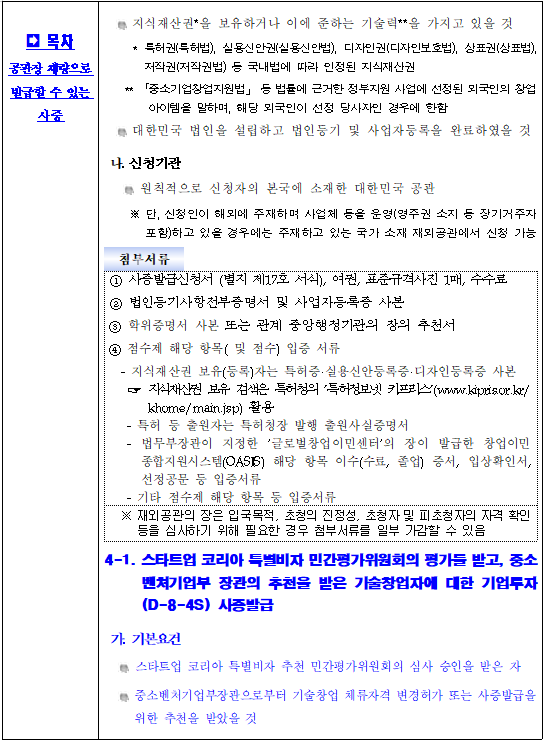 ➡ 목차
공관장 재량으로
발급할 수 있는
사증
지식재산권*을 보유하거나 이에 준하는 기술력**을 가지고 있을 것
* 특허권(특허법), 실용신안권(실용신안법), 디자인권(디자인보호법), 상표권(상표법),
저작권(저작권법) 등 국내법에 따라 인정된 지식재산권
** 「중소기업창업지원법」 등 법률에 근거한 정부지원 사업에 선정된 외국인의 창업
아이템을 말하며, 해당 외국인이 선정 당사자인 경우에 한함
대한민국 법인을 설립하고 법인등기 및 사업자등록을 완료하였을 것
나. 신청기관
원칙적으로 신청자의 본국에 소재한 대한민국 공관
※ 단, 신청인이 해외에 주재하며 사업체 등을 운영(영주권 소지 등 장기거주자
포함)하고 있을 경우에는 주재하고 있는 국가 소재 재외공관에서 신청 가능
첨부서류
① 사증발급신청서 (별지 제17호 서식), 여권, 표준규격사진 1매, 수수료
② 법인등기사항전부증명서 및 사업자등록증 사본
③ 학위증명서 사본 또는 관계 중앙행정기관의 장의 추천서
④ 점수제 해당 항목( 및 점수) 입증 서류
- 지식재산권 보유(등록)자는 특허증·실용신안등록증·디자인등록증 사본
☞ 지식재산권 보유 검색은 특허청의 '특허정보넷 키프리스'(www.kipris.or.kr/
khome/main.jsp) 활용
- 특허 등 출원자는 특허청장 발행 출원사실증명서
- 법무부장관이 지정한 '글로벌창업이민센터'의 장이 발급한 창업이민
종합지원시스템(OASIS) 해당 항목 이수(수료, 졸업) 증서, 입상확인서,
선정공문 등 입증서류
- 기타 점수제 해당 항목 등 입증서류
※ 재외공관의 장은 입국목적, 초청의 진정성, 초청자 및 피초청자의 자격 확인
등을 심사하기 위해 필요한 경우 첨부서류를 일부 가감할 수 있음
4-1. 스타트업 코리아 특별비자 민간평가위원회의 평가를 받고, 중소
벤처기업부 장관의 추천을 받은 기술창업자에 대한 기업투자
(D-8-4S) 사증발급
가. 기본요건
스타트업 코리아 특별비자 추천 민간평가위원회의 심사 승인을 받은 자
중소벤처기업부장관으로부터 기술창업 체류자격 변경허가 또는 사증발급을
위한 추천을 받았을 것